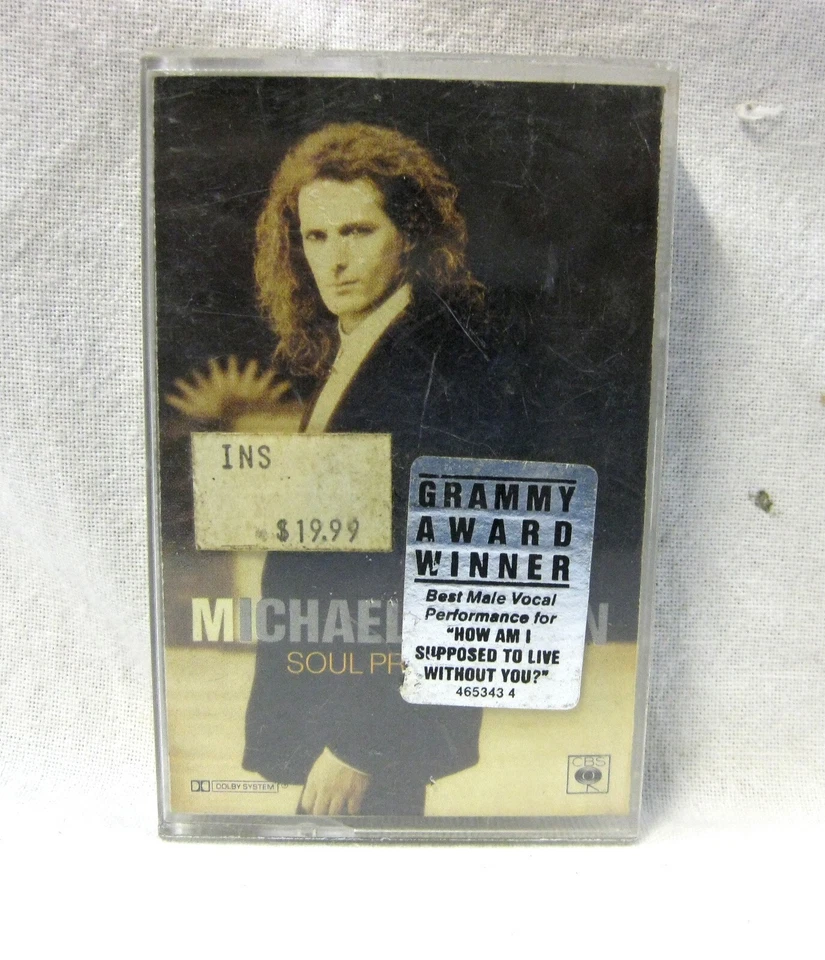 INS
$19.99
GRAMMY
AWARD
WINNER
Best Male Vocal
Performance for
"HOW AM I
SUPPOSED TO LIVE
WITHOUT YOU?"
465343 4
MICHAEL N
SOUL PR
DOLBY SYSTEM
CBS